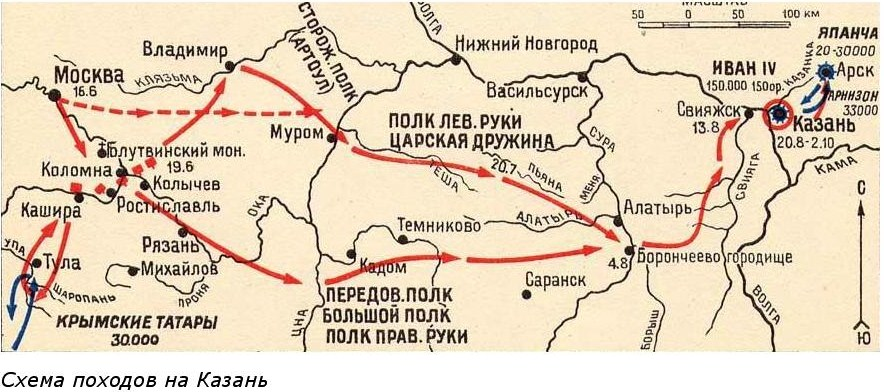 МАСШТАБ
50 0 50 100 км
ВОЛГА
СТОРОЖ. ПОЛК
(АРТОУЛ)
Владимир
КЛЯЗЬМА
Москва
16.6
НИЖНИЙ НОВГОРОД
Васильсурск
ЯПАНЧА
20-30000
КАЗАНКА
Арск
ИВАН IV
150.000 150ор.
ГАРНИЗОН
33000
Свияжск
13.8
Казань
20.8-2.10
КАМА
ПОЛК ЛЕВ. РУКИ
ЦАРСКАЯ ДРУЖИНА
Муром
СУРА
Блутвинский мон.
19.6
Коломна
Колычев
Ростиславль
Кашира
20.7
ПЬЯНА
ТЕША
МЕНЯ
СВИЯГА
С
ОКА
Рязань
Темниково
АЛАТЫРЬ
Алатырь
УПА
Тула
Михайлов
ПРОНЯ
ШАРОПАНЬ
Кадом
4.8
Борончеево городище
Саранск
КРЫМСКИЕ ТАТАРЫ
30.000
ЦНА
ПЕРЕДОВ. ПОЛК
БОЛЬШОЙ ПОЛК
ПОЛК ПРАВ. РУКИ
БОРЫШ
ВОЛГА
Ю
Схема походов на Казань